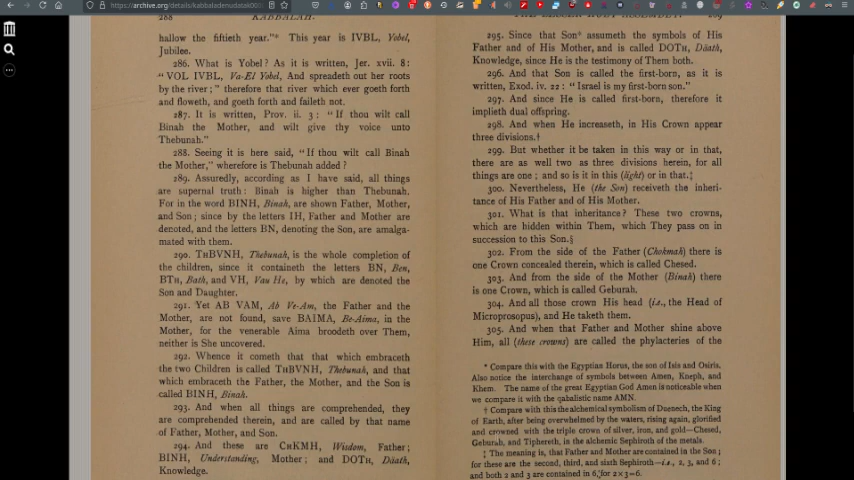 https://archive.org/details/kabbaladenudetak000
288 KABBALAH.
hallow the fiftieth year."* This year is IVBL, Yobel,
Jubilee.
286. What is Yobel? As it is written, Jer. xvii. 8:
"VOL IVBL, Va-El Yobel, And spreadeth out her roots
by the river;" therefore that river which ever goeth forth
and floweth, and goeth forth and faileth not.
287. It is written, Prov. ii. 3: "If thou wilt call
Binah the Mother, and wilt give thy voice unto
Thebunah."
288. Seeing it is here said, "If thou wilt call Binah
the Mother," wherefore is Thebunah added?
289. Assuredly, according as I have said, all things
are supernal truth: Binah is higher than Thebunah.
For in the word BINH, Binah, are shown Father, Mother,
and Son; since by the letters IH, Father and Mother are
denoted, and the letters BN, denoting the Son, are amalga-
mated with them.
290. THBVNH, Thebunah, is the whole completion of
the children, since it containeth the letters BN, Ben,
BTH, Bath, and VH, Vau He, by which are denoted the
Son and Daughter.
291. Yet AB VAM, Ab Ve-Am, the Father and the
Mother, are not found, save BAIMA, Be-Aima, in the
Mother, for the venerable Aima broodeth over Them,
neither is She uncovered.
292. Whence it cometh that that which embraceth
the two Children is called THBVNH, Thebunah, and that
which embraceth the Father, the Mother, and the Son is
called BINH, Binah.
293. And when all things are comprehended, they
are comprehended therein, and are called by that name
of Father, Mother, and Son.
294. And these are CHKMH, Wisdom, Father;
BINH, Understanding, Mother; and DOTH, Däath,
Knowledge.
295. Since that Son* assumeth the symbols of His
Father and of His Mother, and is called DOTH, Däath,
Knowledge, since He is the testimony of Them both.
296. And that Son is called the first-born, as it is
written, Exod. iv. 22: "Israel is my first-born son."
297. And since He is called first-born, therefore it
implieth dual offspring.
298. And when He increaseth, in His Crown appear
three divisions.†
299. But whether it be taken in this way or in that,
there are as well two as three divisions herein, for all
things are one; and so is it in this (light) or in that.‡
300. Nevertheless, He (the Son) receiveth the inheri-
tance of His Father and of His Mother.
301. What is that inheritance? These two crowns,
which are hidden within Them, which They pass on in
succession to this Son.§
302. From the side of the Father (Chokmah) there is
one Crown concealed therein, which is called Chesed.
303. And from the side of the Mother (Binah) there
is one Crown, which is called Geburah.
304. And all those crown His head (i.e., the Head of
Microprosopus), and He taketh them.
305. And when that Father and Mother shine above
Him, all (these crowns) are called the phylacteries of the
* Compare this with the Egyptian Horus, the son of Isis and Osiris.
Also notice the interchange of symbols between Amen, Kneph, and
Khem. The name of the great Egyptian God Amen is noticeable when
we compare it with the qabalistic name AMN.
† Compare with this the alchemical symbolism of Duenech, the King
of Earth, after being overwhelmed by the waters, rising again, glorified
and crowned with the triple crown of silver, iron, and gold—Chesed,
Geburah, and Tiphereth, in the alchemic Sephiroth of the metals.
‡ The meaning is, that Father and Mother are contained in the Son;
for these are the second, third, and sixth Sephiroth—i.e., 2, 3, and 6;
and both 2 and 3 are contained in 6, for 2×3=6.